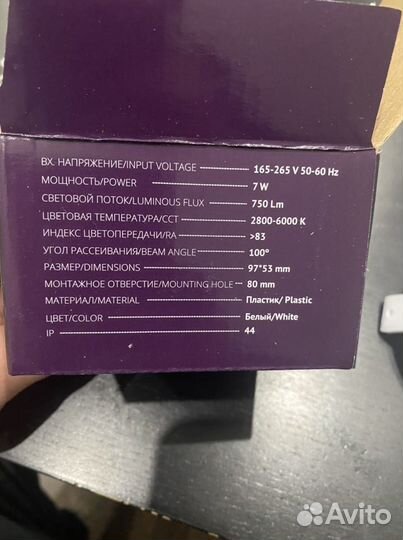 ВХ. НАПРЯЖЕНИЕ/INPUT VOLTAGE 165-265 V 50-60 Hz
МОЩНОСТЬ/POWER 7 W
СВЕТОВОЙ ПОТОК/LUMINOUS FLUX 750 Lm
ЦВЕТОВАЯ ТЕМПЕРАТУРА/CCT 2800-6000 K
ИНДЕКС ЦВЕТОПЕРЕДАЧИ/RA >83
УГОЛ РАССЕИВАНИЯ/BEAM ANGLE 100°
РАЗМЕР/DIMENSIONS 97*53 mm
МОНТАЖНОЕ ОТВЕРСТИЕ/MOUNTING HOLE 80 mm
МАТЕРИАЛ/MATERIAL Пластик/ Plastic
ЦВЕТ/COLOR Белый/White
IP 44
Avito